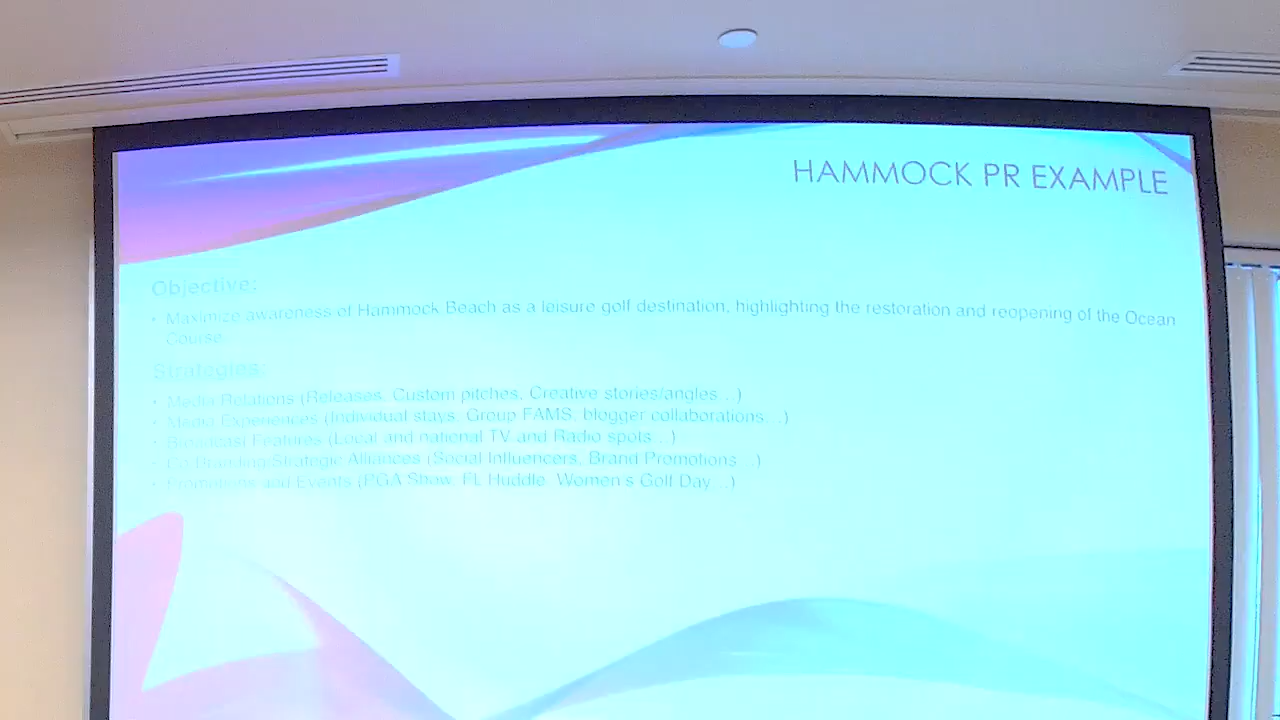 HAMMOCK PR EXAMPLE
Objective:
• Maximize awareness of Hammock Beach as a leisure golf destination, highlighting the restoration and reopening of the Ocean
Course.
Strategies:
• Media Relations (Releases, Custom pitches, Creative stories/angles...)
• Media Experiences (Individual stays, Group FAMS, blogger collaborations...)
• Broadcast Features (Local and national TV and Radio spots...)
• Co-Branding/Strategic Alliances (Social Influencers, Brand Promotions...)
• Promotions and Events (PGA Show, FL Huddle, Women's Golf Day...)